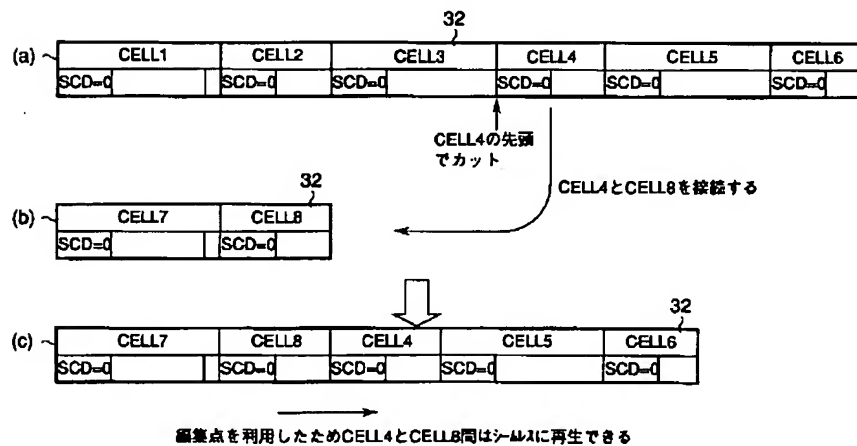 32
(a) CELL1 CELL2 CELL3 CELL4 CELL5 CELL6
SCD=0 SCD=0 SCD=0 SCD=0 SCD=0 SCD=0
CELL4の先頭
でカット
CELL4とCELL8を接続する
32
(b) CELL7 CELL8
SCD=0 SCD=0
32
(c) CELL7 CELL8 CELL4 CELL5 CELL6
SCD=0 SCD=0 SCD=0 SCD=0 SCD=0
編集点を利用したためCELL4とCELL8間はシームレスに再生できる